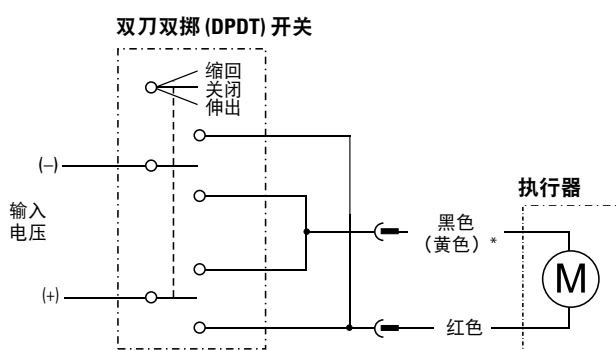 双刀双掷 (DPDT) 开关
缩回
关闭
伸出
(–)
输入
电压
(+)
黑色
（黄色）*
红色
执行器
M